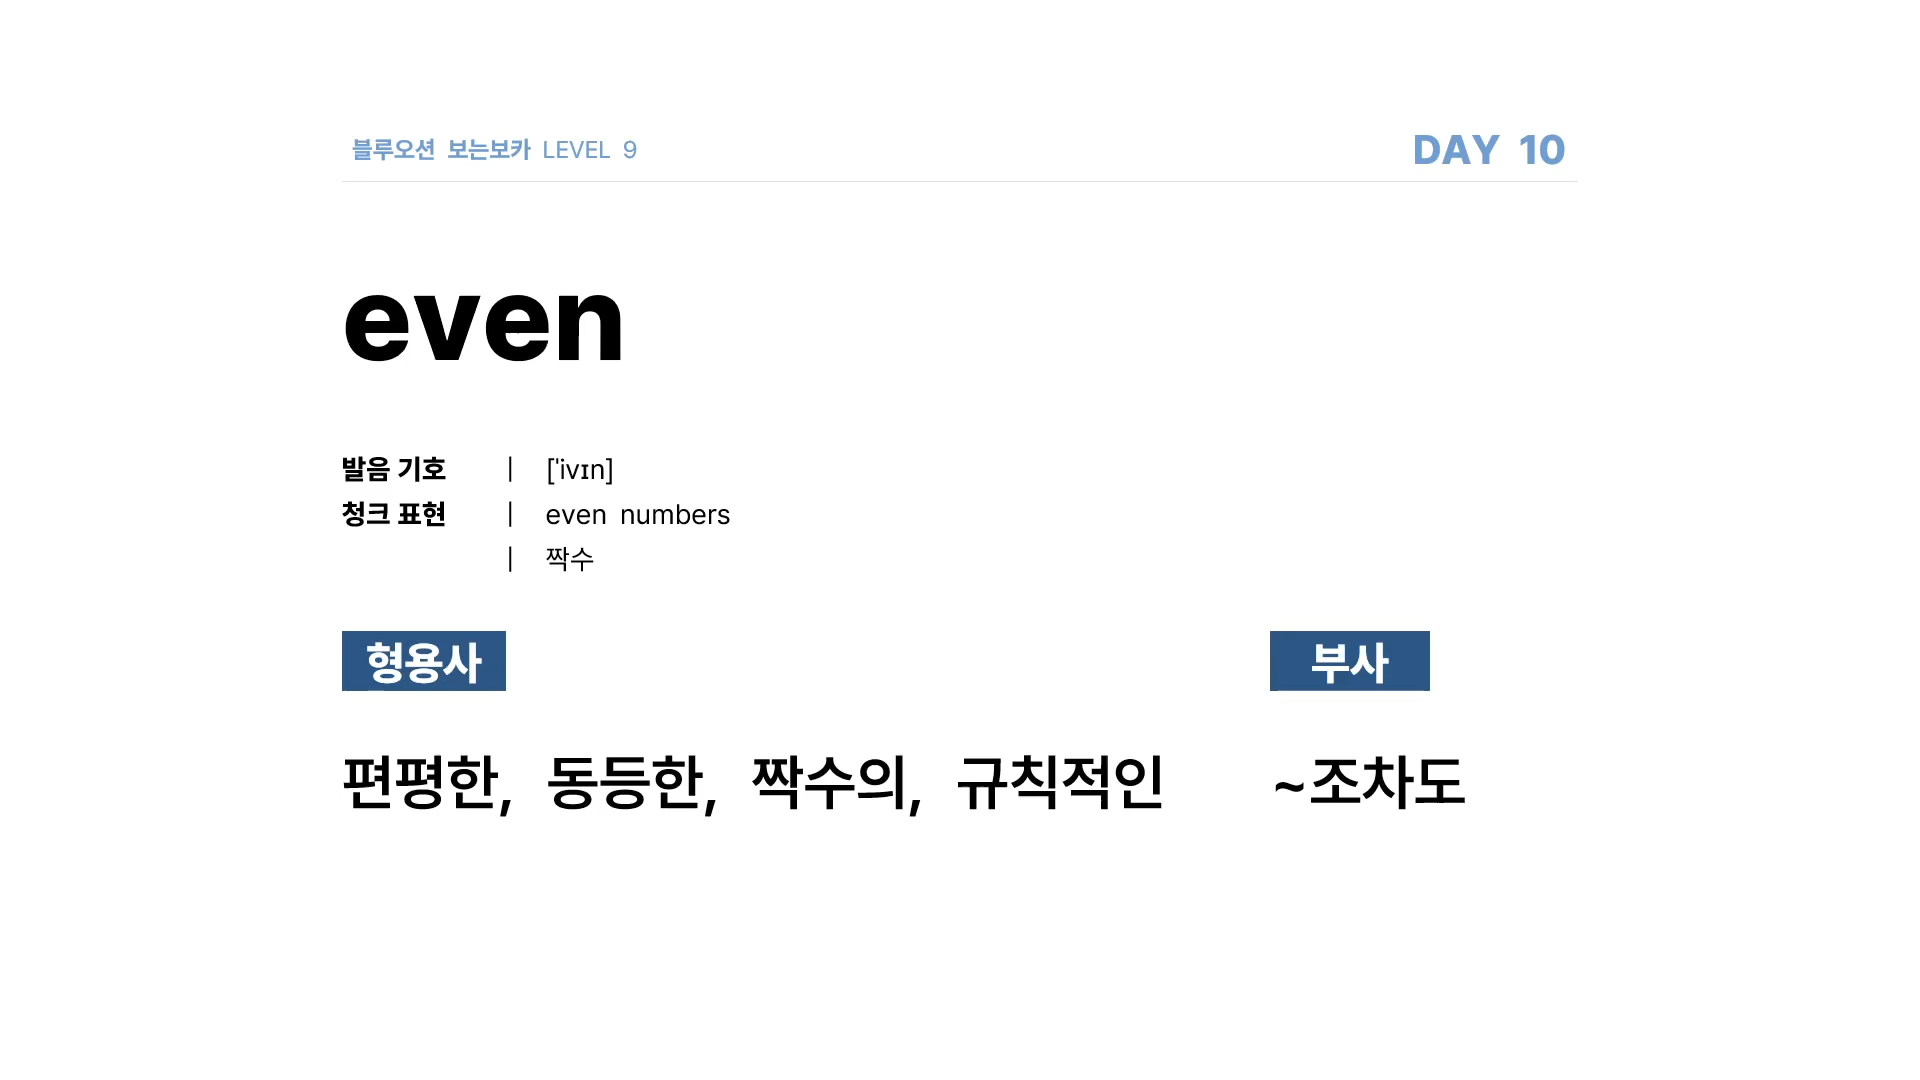 블루오션 보는보카 LEVEL 9
DAY 10
even
발음 기호 | [ˈivɪn]
청크 표현 | even numbers
| 짝수
형용사
부사
편평한, 동등한, 짝수의, 규칙적인
~조차도